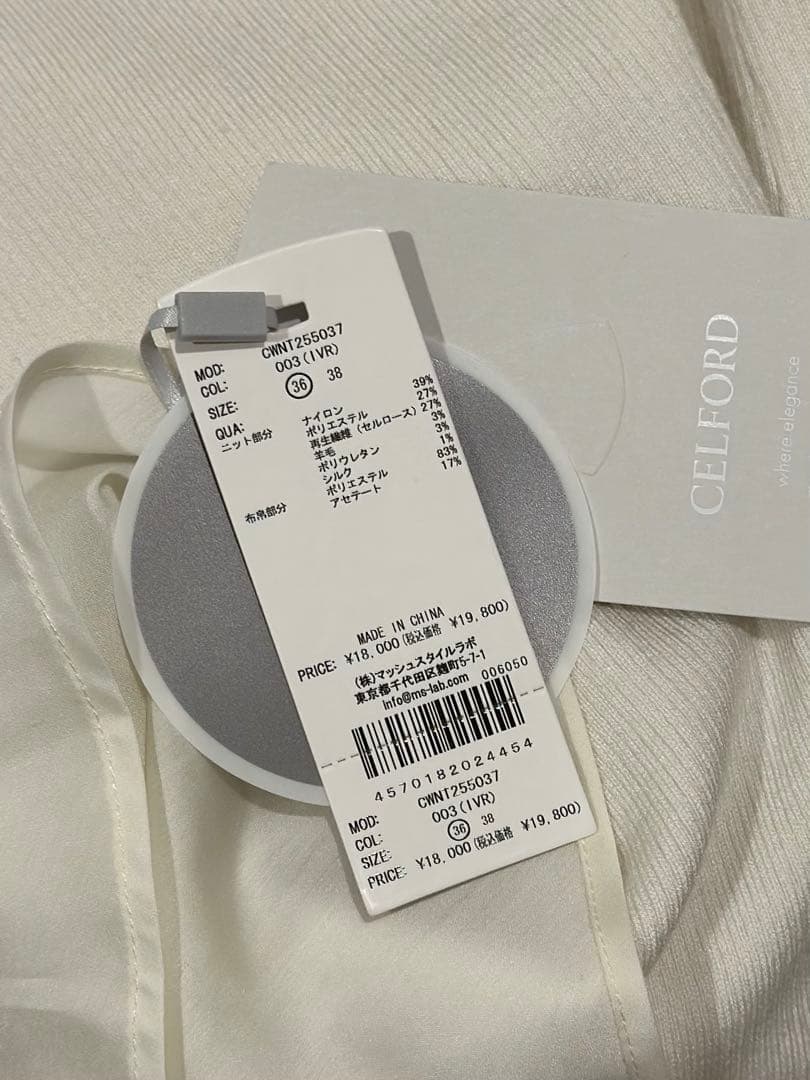 MOD: CWNT255037
COL: 003(IVR)
SIZE: 36 38
QUA:
ニット部分 ナイロン 39%
ポリエステル 27%
再生繊維(セルロース) 27%
羊毛 3%
ポリウレタン 3%
シルク 1%
布帛部分 ポリエステル 83%
アセテート 17%
MADE IN CHINA
PRICE: ¥18,000(税込価格 ¥19,800)
(株)マッシュスタイルラボ
東京都千代田区麹町5-7-1
info@ms-lab.com 006050
4570182024454
MOD: CWNT255037
COL: 003(IVR)
SIZE: 36 38
PRICE: ¥18,000(税込価格 ¥19,800)
CELFORD
where elegance